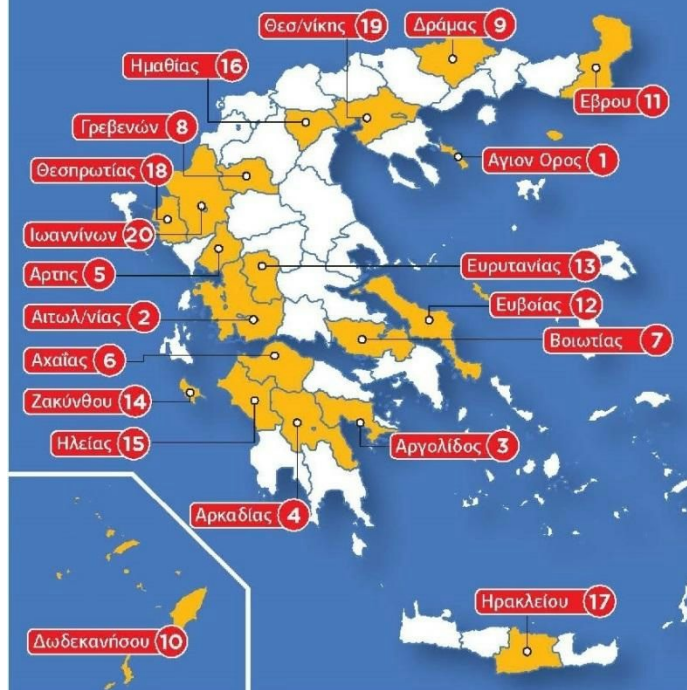 Θεσ/νίκης 19
Δράμας 9
Ημαθίας 16
Εβρου 11
Γρεβενών 8
Αγιον Ορος 1
Θεσπρωτίας 18
Ιωαννίνων 20
Αρτης 5
Ευρυτανίας 13
Ευβοίας 12
Αιτωλ/νίας 2
Βοιωτίας 7
Αχαΐας 6
Ζακύνθου 14
Ηλείας 15
Αργολίδος 3
Αρκαδίας 4
Ηρακλείου 17
Δωδεκανήσου 10